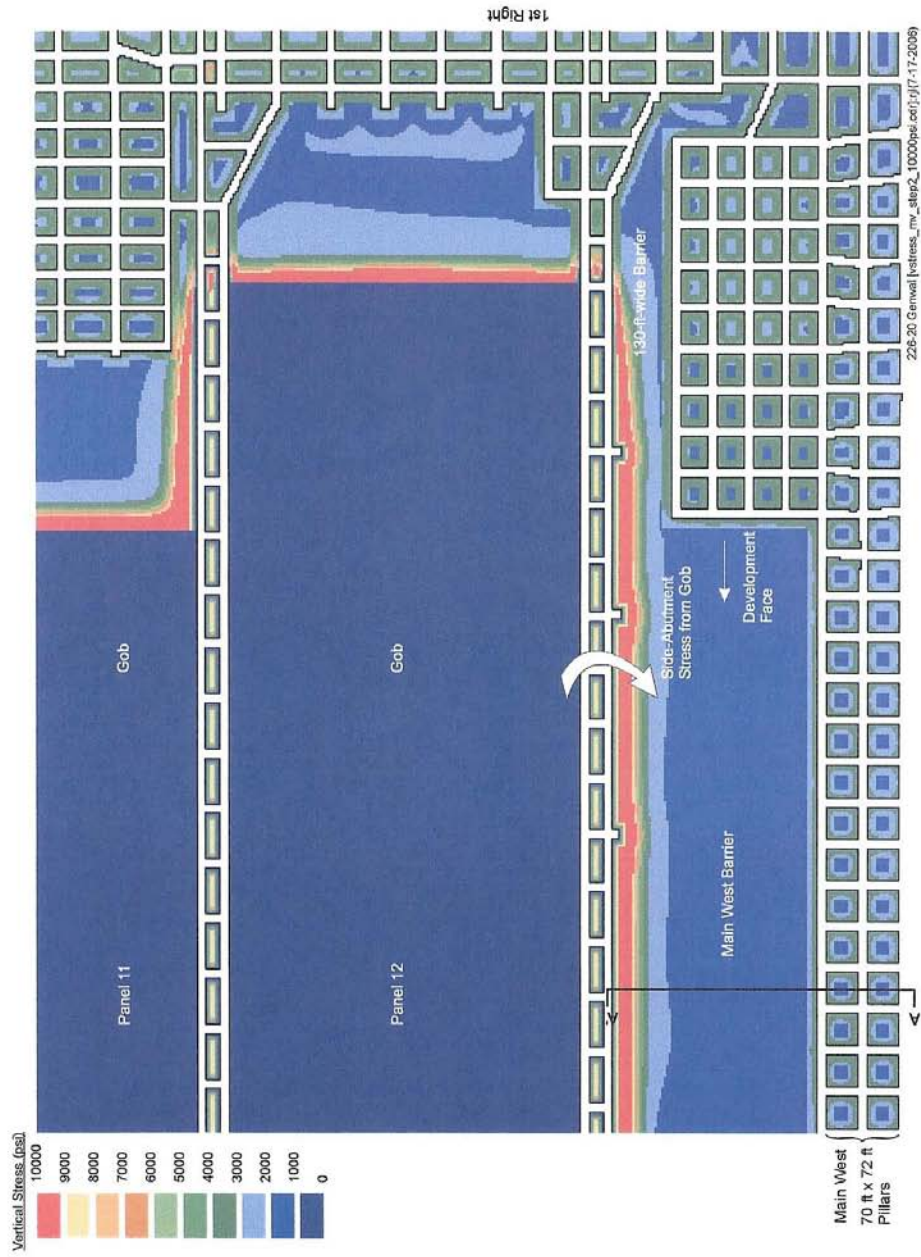 1st Right
Vertical Stress (psi)
10000
9000
8000
7000
6000
5000
4000
3000
2000
1000
0
Panel 11
Gob
Panel 12
Gob
130-ft-wide Barrier
Side-Abutment
Stress from Gob
Development
Face
Main West Barrier
A'
A
Main West
70 ft x 72 ft
Pillars
226-20 Genwal [vstress_mv_step2_10000psi.cdr]:rjl(7-17-2006)